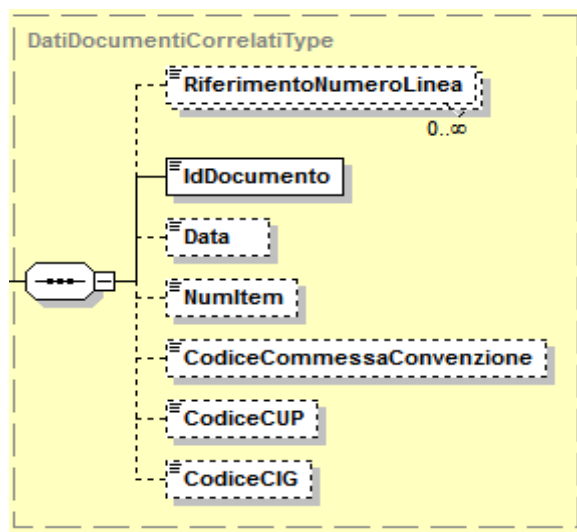 DatiDocumentiCorrelatiType
RiferimentoNumeroLinea
0..∞
IdDocumento
Data
NumItem
CodiceCommessaConvenzione
CodiceCUP
CodiceCIG